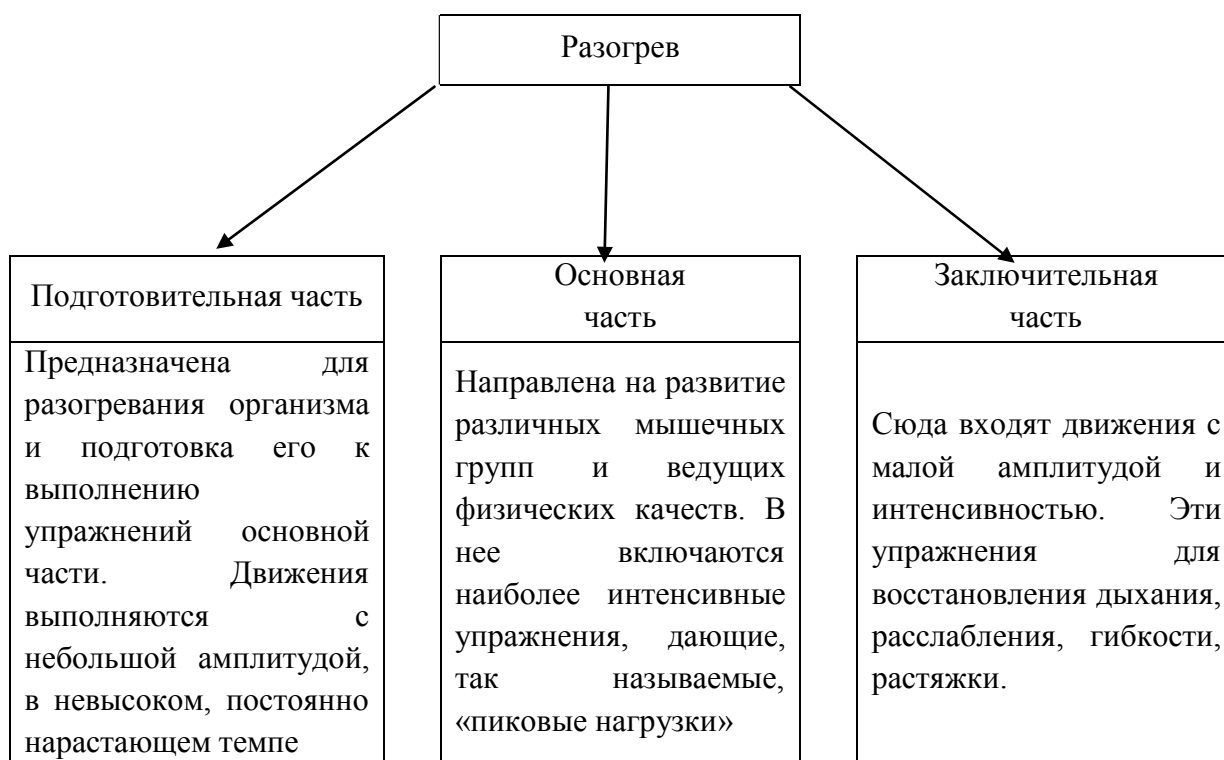 Разогрев
Подготовительная часть
Предназначена для
разогревания организма
и подготовка его к
выполнению
упражнений основной
части. Движения
выполняются с
небольшой амплитудой,
в невысоком, постоянно
нарастающем темпе
Основная
часть
Направлена на развитие
различных мышечных
групп и ведущих
физических качеств. В
нее включаются
наиболее интенсивные
упражнения, дающие,
так называемые,
«пиковые нагрузки»
Заключительная
часть
Сюда входят движения с
малой амплитудой и
интенсивностью. Эти
упражнения для
восстановления дыхания,
расслабления, гибкости,
растяжки.